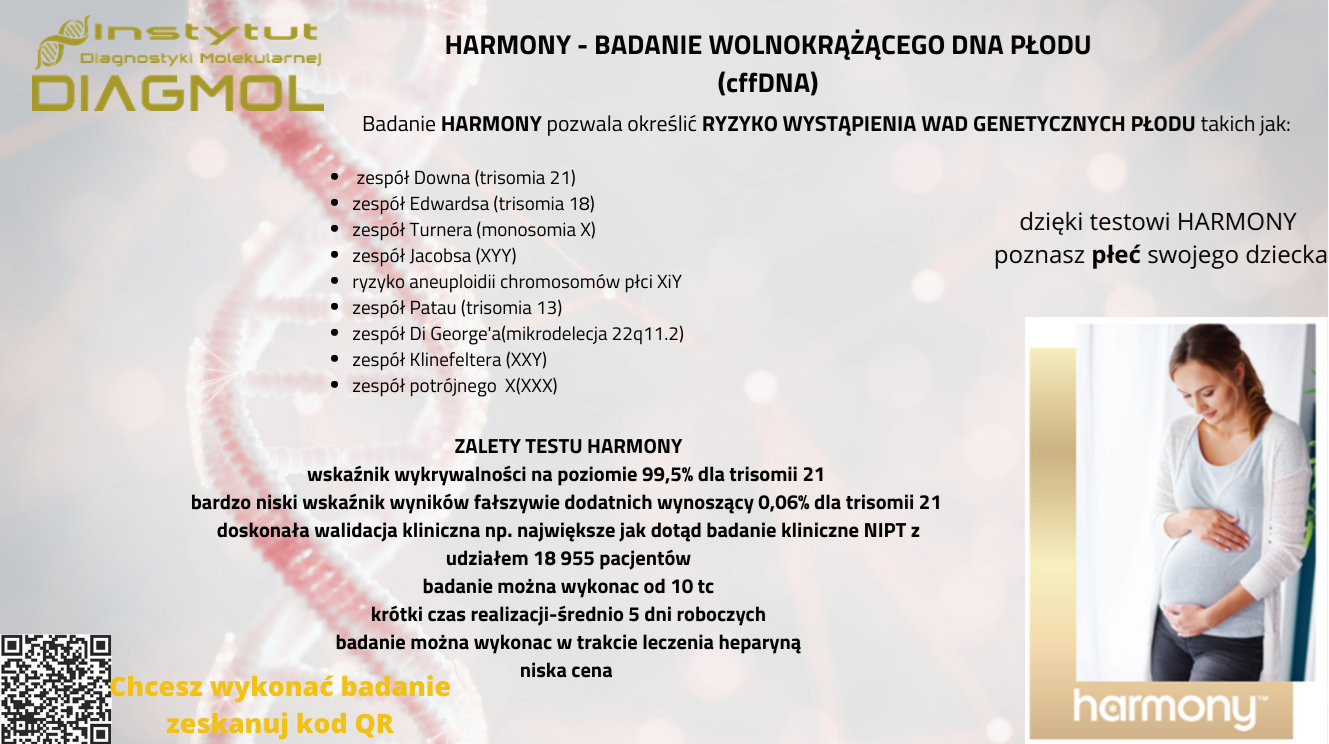 Instytut
Diagnostyki Molekularnej
DIAGMOL
HARMONY - BADANIE WOLNOKRĄŻĄCEGO DNA PŁODU
(cffDNA)
Badanie HARMONY pozwala określić RYZYKO WYSTĄPIENIA WAD GENETYCZNYCH PŁODU takich jak:
• zespół Downa (trisomia 21)
• zespół Edwardsa (trisomia 18)
• zespół Turnera (monosomia X)
• zespół Jacobsa (XYY)
• ryzyko aneuploidii chromosomów płci XiY
• zespół Patau (trisomia 13)
• zespół Di George'a(mikrodelecja 22q11.2)
• zespół Klinefeltera (XXY)
• zespół potrójnego X(XXX)
dzięki testowi HARMONY
poznasz płeć swojego dziecka
ZALETY TESTU HARMONY
wskaźnik wykrywalności na poziomie 99,5% dla trisomii 21
bardzo niski wskaźnik wyników fałszywie dodatnich wynoszący 0,06% dla trisomii 21
doskonała walidacja kliniczna np. największe jak dotąd badanie kliniczne NIPT z
udziałem 18 955 pacjentów
badanie można wykonac od 10 tc
krótki czas realizacji-średnio 5 dni roboczych
badanie można wykonac w trakcie leczenia heparyną
niska cena
Chcesz wykonać badanie
zeskanuj kod QR
harmony™